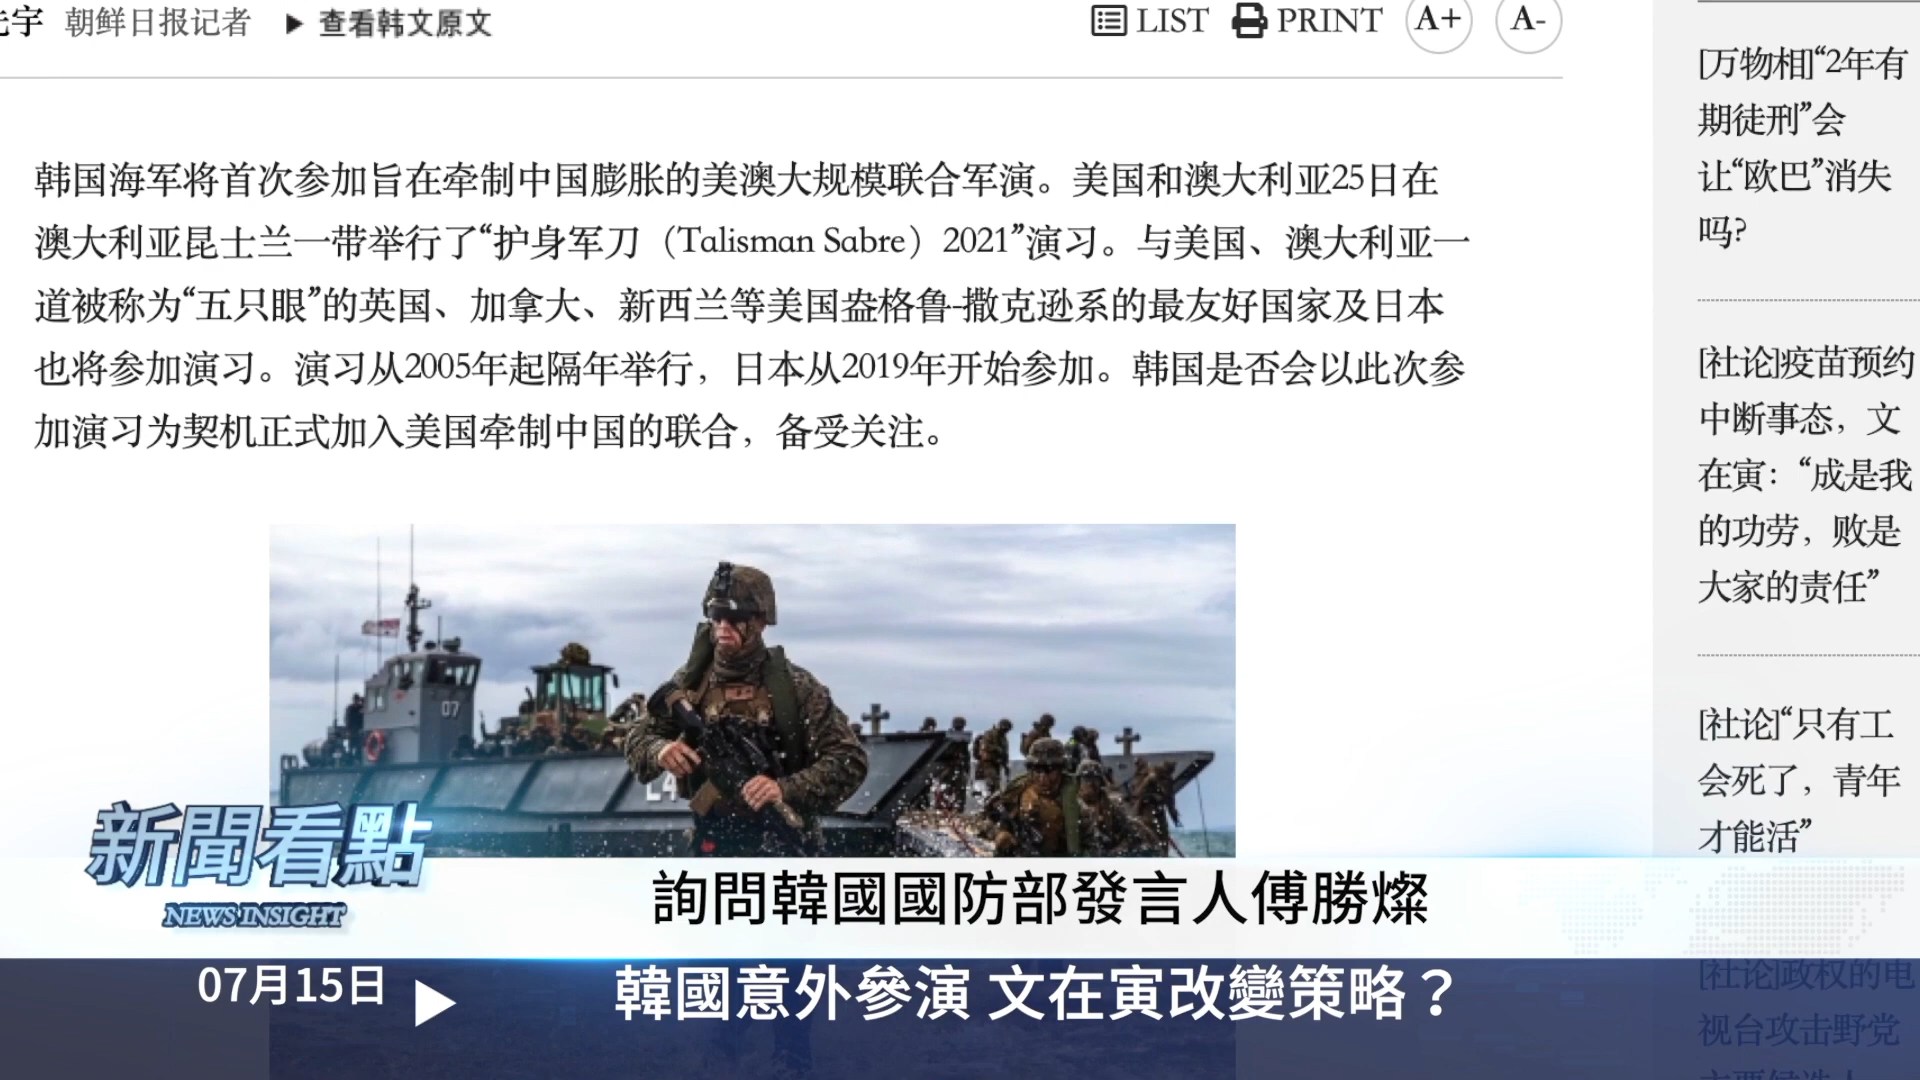 宇 朝鲜日报记者 ▶ 查看韩文原文
LIST PRINT A+ A-
韩国海军将首次参加旨在牵制中国膨胀的美澳大规模联合军演。美国和澳大利亚25日在
澳大利亚昆士兰一带举行了“护身军刀（Talisman Sabre）2021”演习。与美国、澳大利亚一
道被称为“五只眼”的英国、加拿大、新西兰等美国盎格鲁-撒克逊系的最友好国家及日本
也将参加演习。演习从2005年起隔年举行，日本从2019年开始参加。韩国是否会以此次参
加演习为契机正式加入美国牵制中国的联合，备受关注。
[万物相]“2年有
期徒刑”会
让“欧巴”消失
吗?
[社论]疫苗预约
中断事态，文
在寅：“成是我
的功劳，败是
大家的责任”
[社论]“只有工
会死了，青年
才能活”
[社论]政权的电
视台攻击野党
07
L4
新聞看點
NEWS INSIGHT
詢問韓國國防部發言人傅勝燦
07月15日
韓國意外參演 文在寅改變策略？